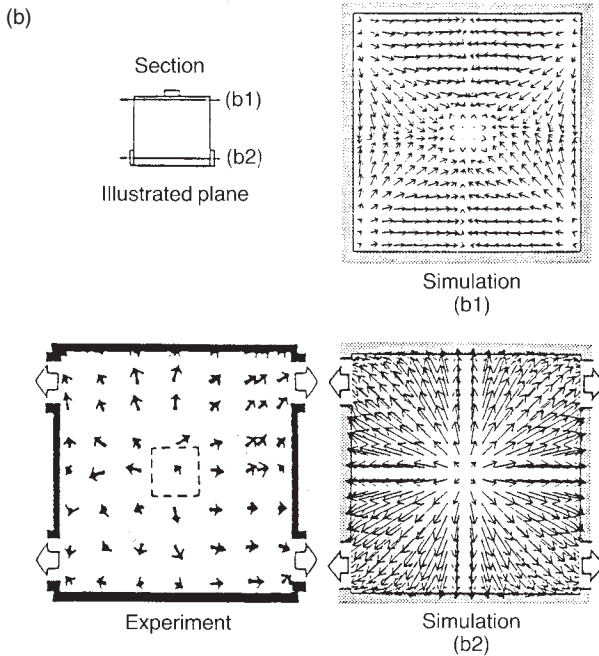 (b)
Section
(b1)
(b2)
Illustrated plane
Simulation
(b1)
Experiment
Simulation
(b2)